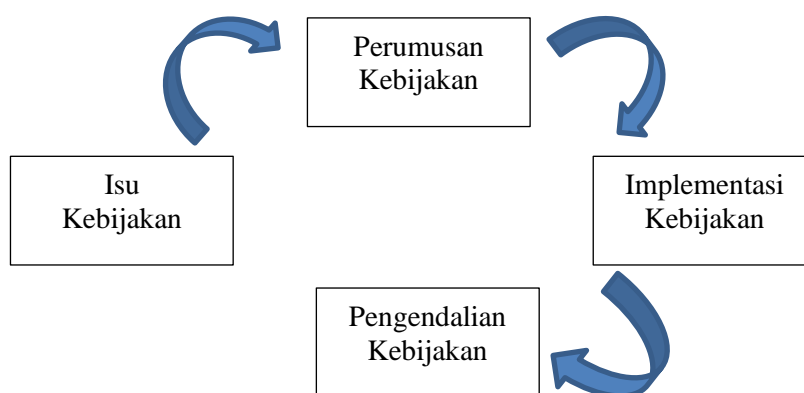 Perumusan
Kebijakan
Isu
Kebijakan
Implementasi
Kebijakan
Pengendalian
Kebijakan